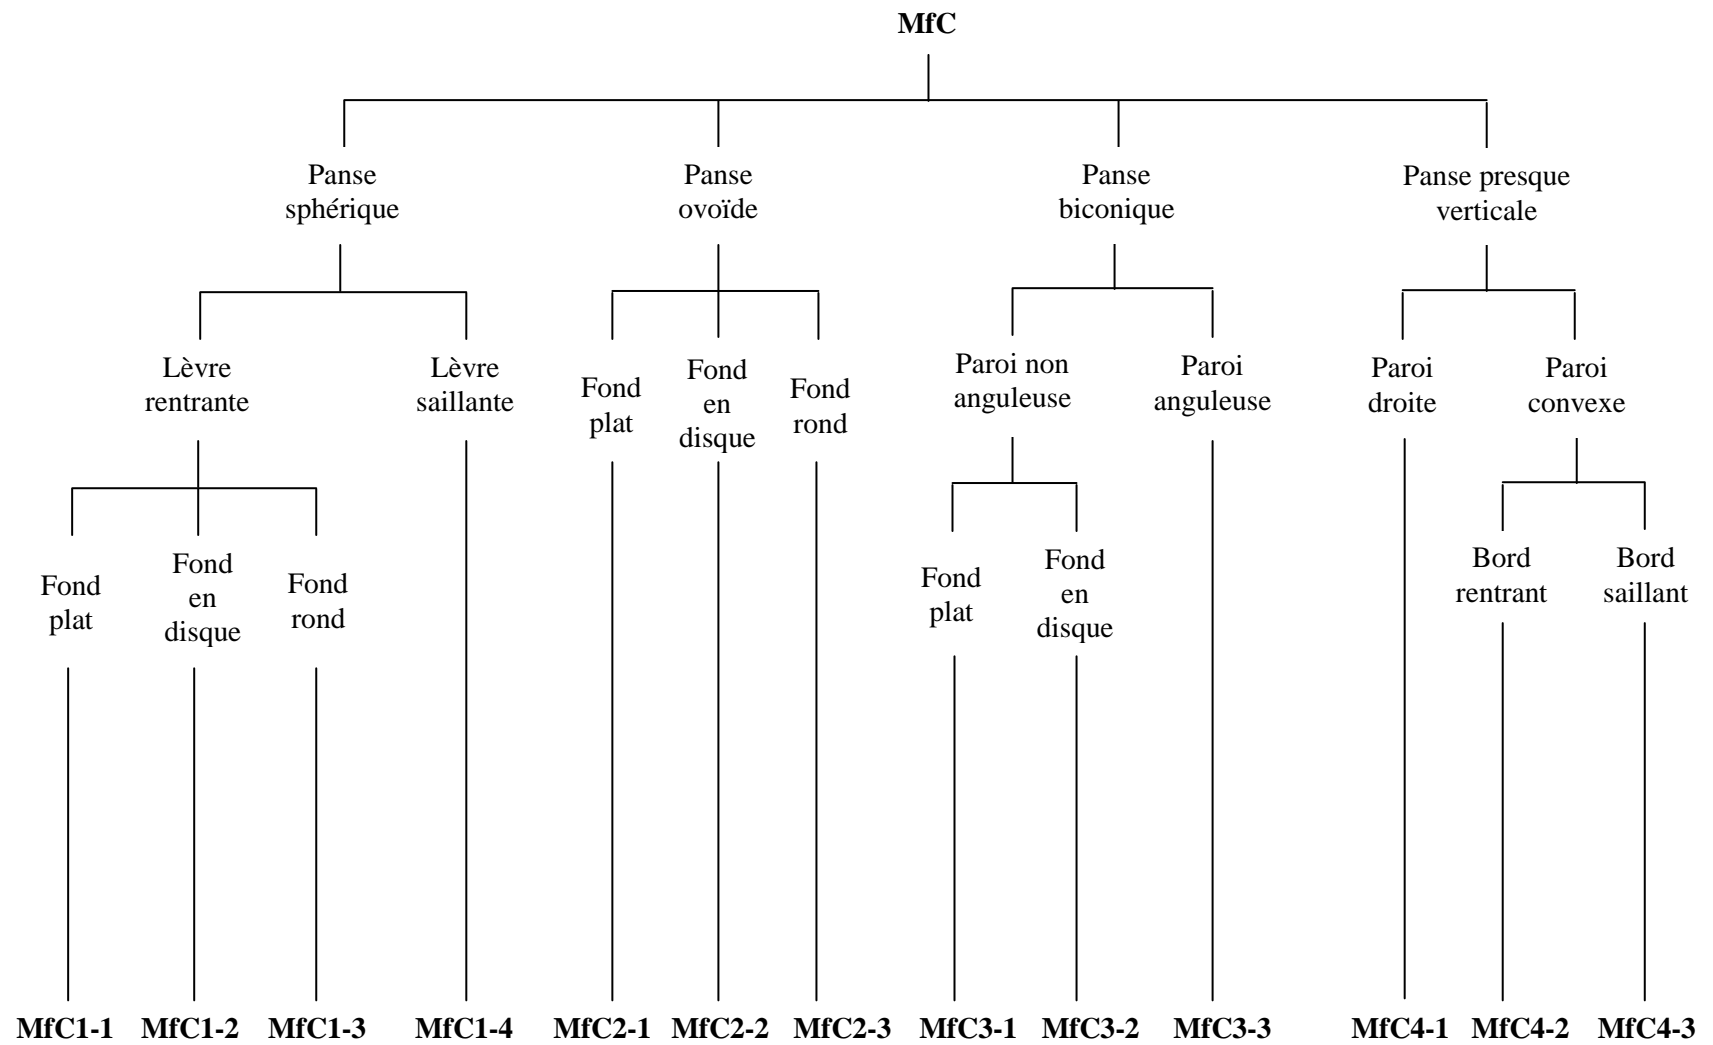 MfC
Panse
sphérique
Panse
ovoïde
Panse
biconique
Panse presque
verticale
Lèvre
rentrante
Lèvre
saillante
Fond
plat
Fond
en
disque
Fond
rond
Paroi non
anguleuse
Paroi
anguleuse
Paroi
droite
Paroi
convexe
Fond
plat
Fond
en
disque
Fond
rond
Fond
plat
Fond
en
disque
Bord
rentrant
Bord
saillant
MfC1-1 MfC1-2 MfC1-3 MfC1-4 MfC2-1 MfC2-2 MfC2-3 MfC3-1 MfC3-2 MfC3-3 MfC4-1 MfC4-2 MfC4-3